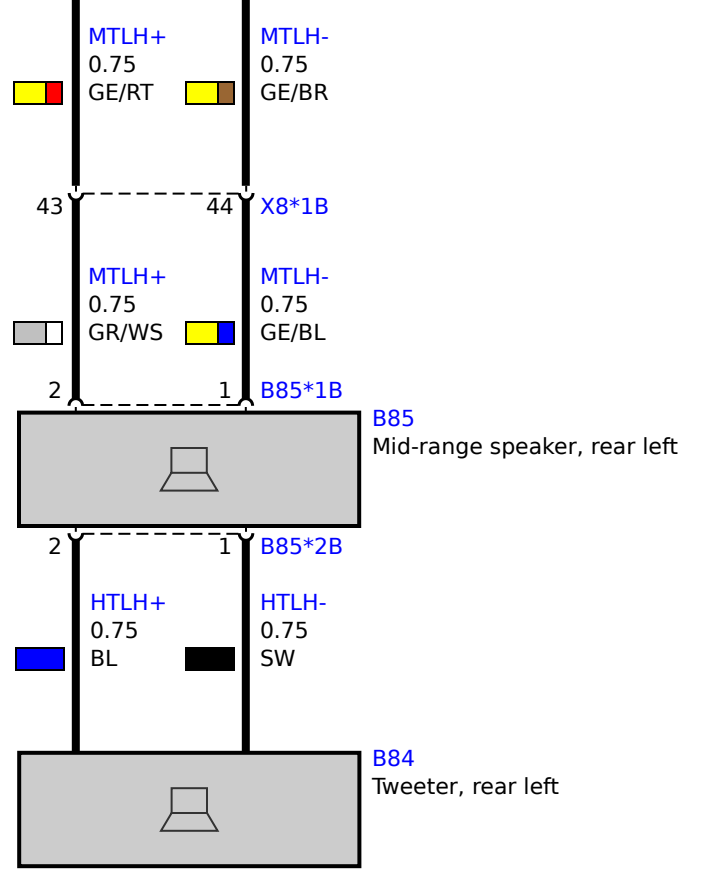 MTLH+
0.75
GE/RT
MTLH-
0.75
GE/BR
43
44
X8*1B
MTLH+
0.75
GR/WS
MTLH-
0.75
GE/BL
2
1
B85*1B
B85
Mid-range speaker, rear left
2
1
B85*2B
HTLH+
0.75
BL
HTLH-
0.75
SW
B84
Tweeter, rear left